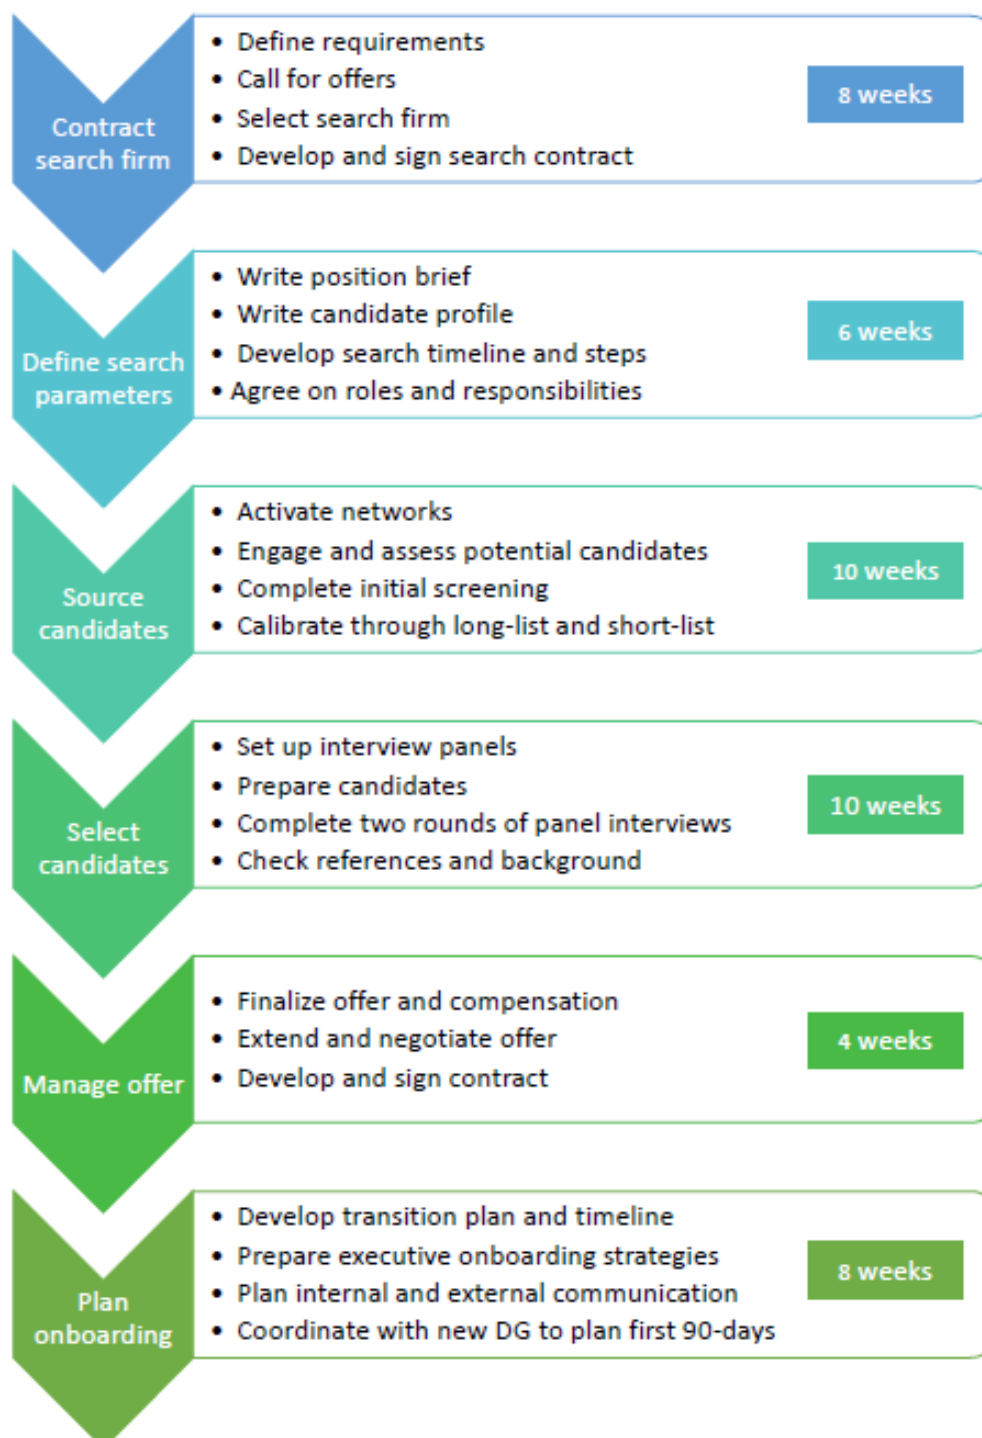 Contract
search firm
• Define requirements
• Call for offers
• Select search firm
• Develop and sign search contract
8 weeks
Define search
parameters
• Write position brief
• Write candidate profile
• Develop search timeline and steps
• Agree on roles and responsibilities
6 weeks
Source
candidates
• Activate networks
• Engage and assess potential candidates
• Complete initial screening
• Calibrate through long-list and short-list
10 weeks
Select
candidates
• Set up interview panels
• Prepare candidates
• Complete two rounds of panel interviews
• Check references and background
10 weeks
Manage offer
• Finalize offer and compensation
• Extend and negotiate offer
• Develop and sign contract
4 weeks
Plan
onboarding
• Develop transition plan and timeline
• Prepare executive onboarding strategies
• Plan internal and external communication
• Coordinate with new DG to plan first 90-days
8 weeks